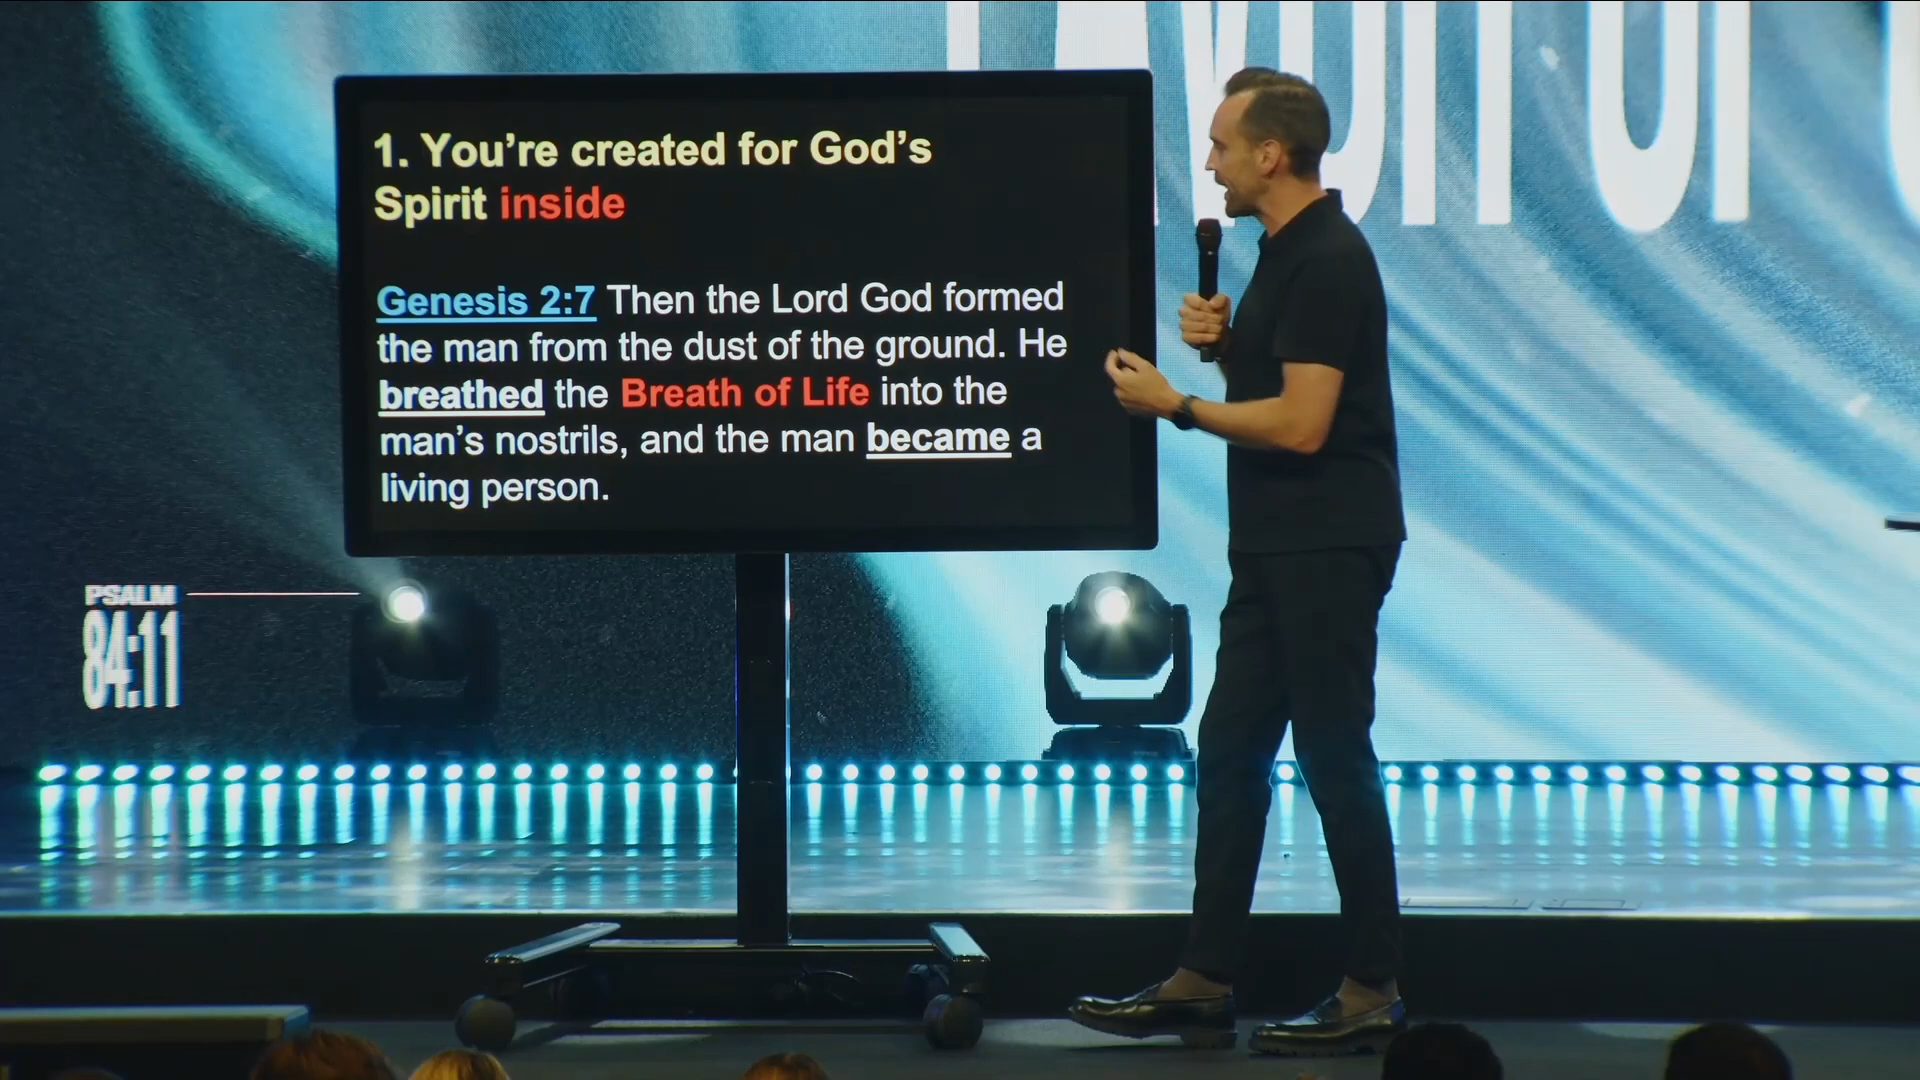 1. You’re created for God’s
Spirit inside
Genesis 2:7 Then the Lord God formed
the man from the dust of the ground. He
breathed the Breath of Life into the
man’s nostrils, and the man became a
living person.
PSALM
84:11